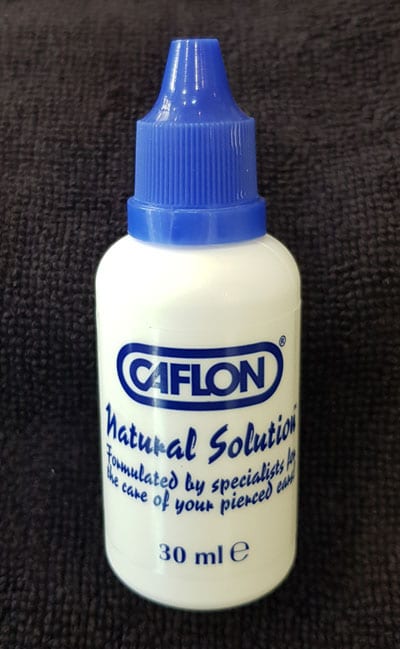 CAFLON®
Natural Solution
Formulated by specialists for
the care of your pierced ears
30 ml ℮